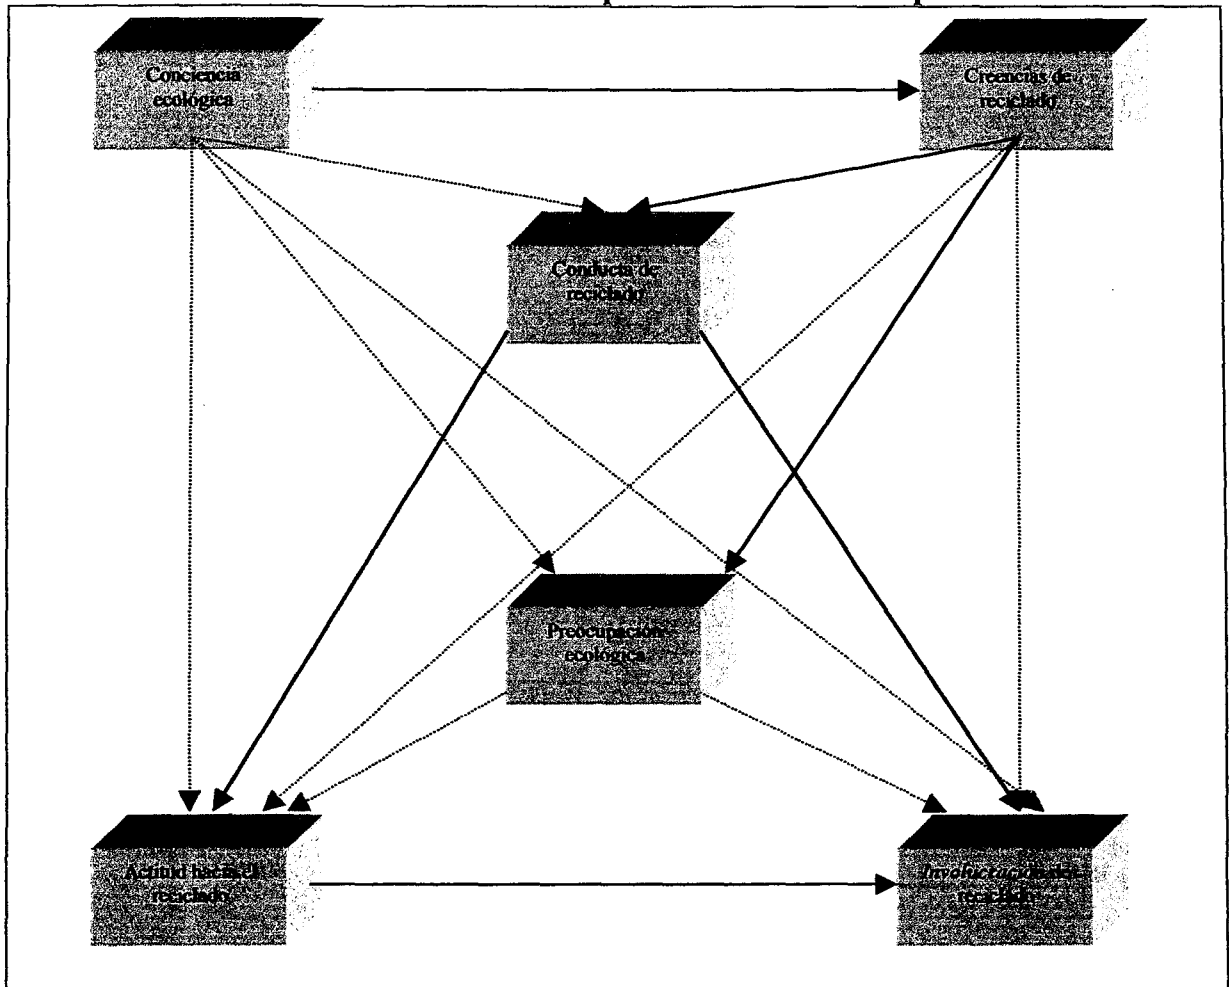 Conciencia
ecológica
Creencias de
reciclado
Conducta de
reciclado
Preocupación
ecológica
Actitud hacia el
reciclado
Involucración del
reciclado